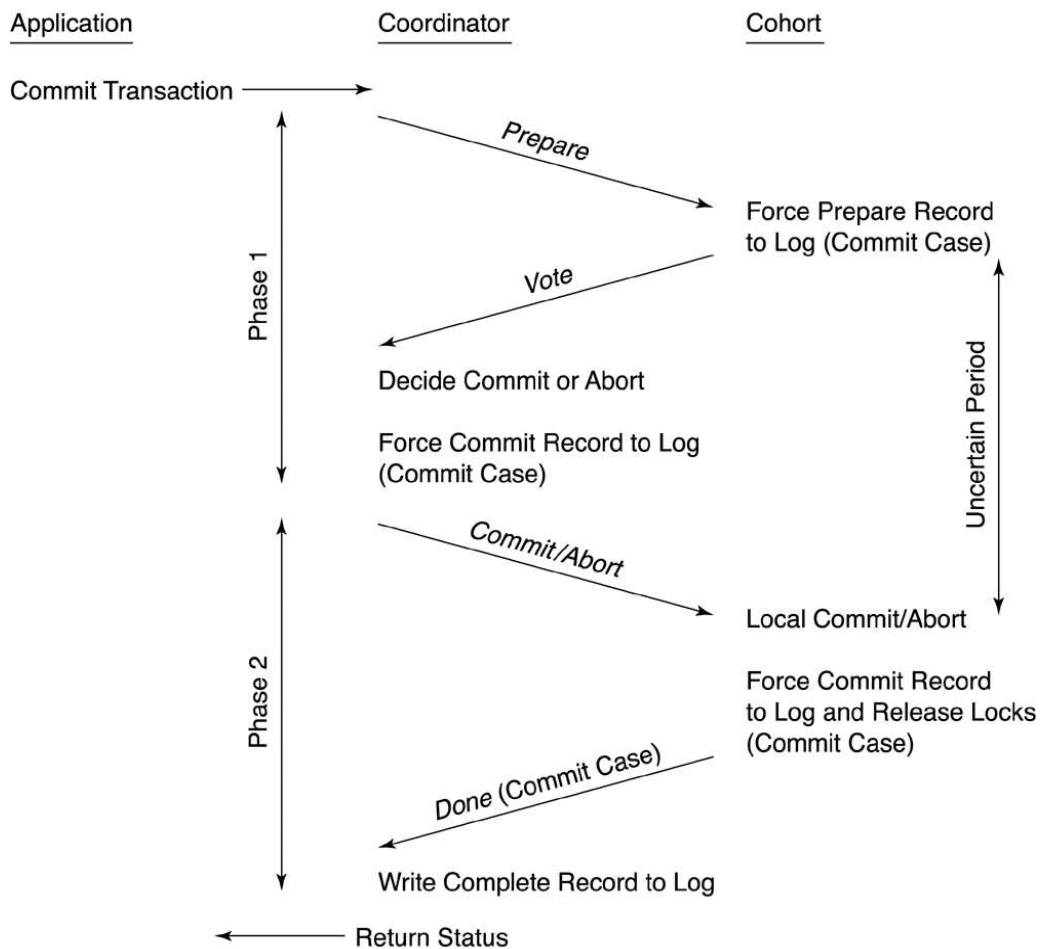 Application
Coordinator
Cohort
Commit Transaction
Prepare
Force Prepare Record
to Log (Commit Case)
Vote
Phase 1
Decide Commit or Abort
Force Commit Record to Log
(Commit Case)
Uncertain Period
Commit/Abort
Local Commit/Abort
Phase 2
Force Commit Record
to Log and Release Locks
(Commit Case)
Done (Commit Case)
Write Complete Record to Log
Return Status